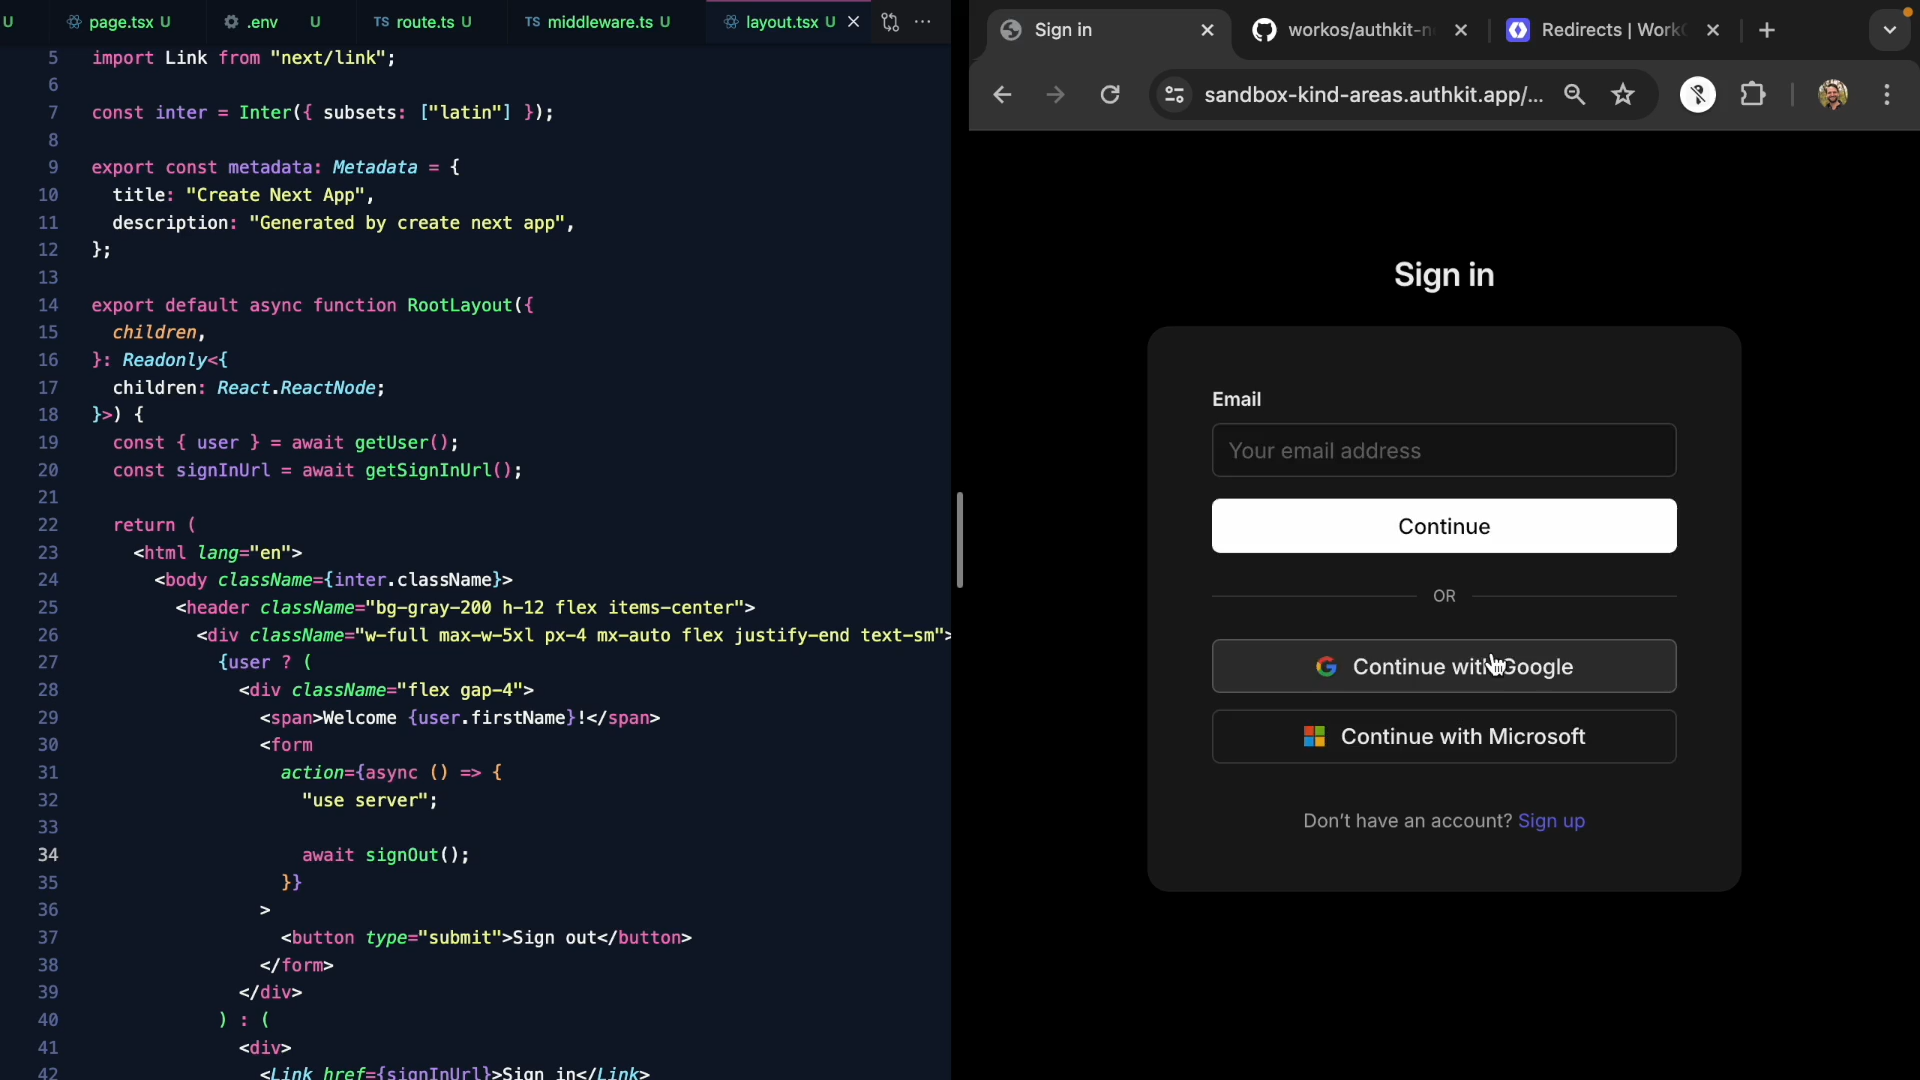 U
page.tsx U
.env U
TS route.ts U
TS middleware.ts U
layout.tsx U
5 import Link from "next/link";
6
7 const inter = Inter({ subsets: ["latin"] });
8
9 export const metadata: Metadata = {
10 title: "Create Next App",
11 description: "Generated by create next app",
12 };
13
14 export default async function RootLayout({
15 children,
16 }: Readonly<{
17 children: React.ReactNode;
18 }>) {
19 const { user } = await getUser();
20 const signInUrl = await getSignInUrl();
21
22 return (
23 <html lang="en">
24 <body className={inter.className}>
25 <header className="bg-gray-200 h-12 flex items-center">
26 <div className="w-full max-w-5xl px-4 mx-auto flex justify-end text-sm">
27 {user ? (
28 <div className="flex gap-4">
29 <span>Welcome {user.firstName}!</span>
30 <form
31 action={async () => {
32 "use server";
33
34 await signOut();
35 }}
36 >
37 <button type="submit">Sign out</button>
38 </form>
39 </div>
40 ) : (
41 <div>
42 <Link href={signInUrl}>Sign in</Link>
Sign in
workos/authkit-n
Redirects | Work
sandbox-kind-areas.authkit.app/...
Sign in
Email
Your email address
Continue
OR
Continue with Google
Continue with Microsoft
Don't have an account? Sign up